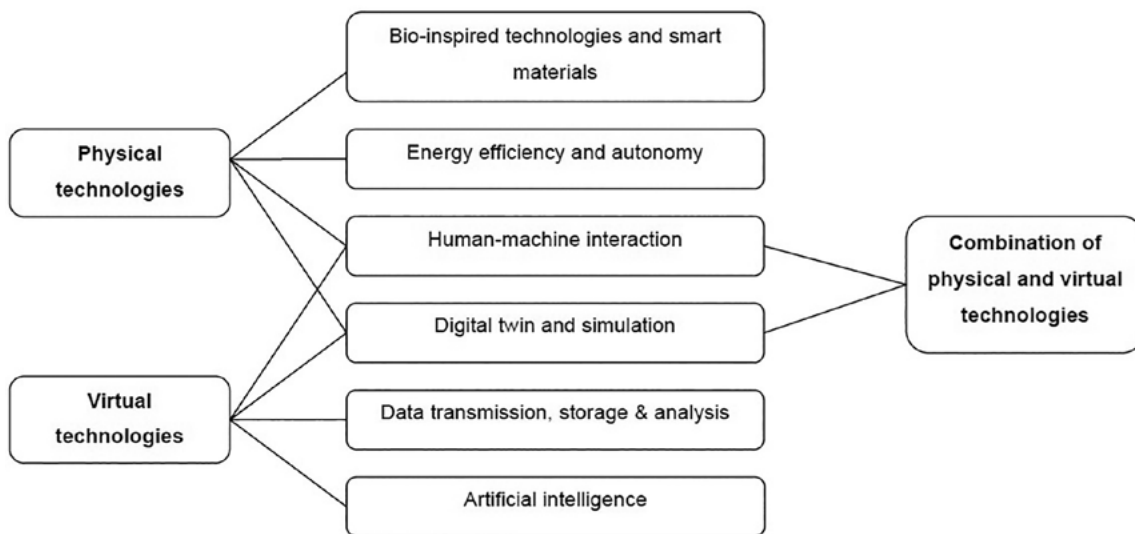 Bio-inspired technologies and smart
materials
Physical
technologies
Energy efficiency and autonomy
Human-machine interaction
Combination of
physical and virtual
technologies
Digital twin and simulation
Virtual
technologies
Data transmission, storage & analysis
Artificial intelligence